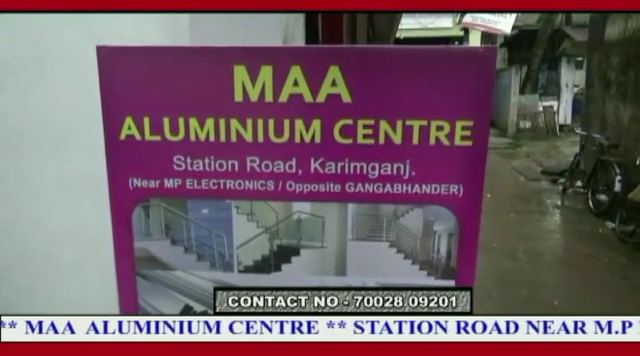 MAA
ALUMINIUM CENTRE
Station Road, Karimganj.
(Near MP ELECTRONICS / Opposite GANGABHANDER)
CONTACT NO - 70028 09201
** MAA ALUMINIUM CENTRE ** STATION ROAD NEAR M.P